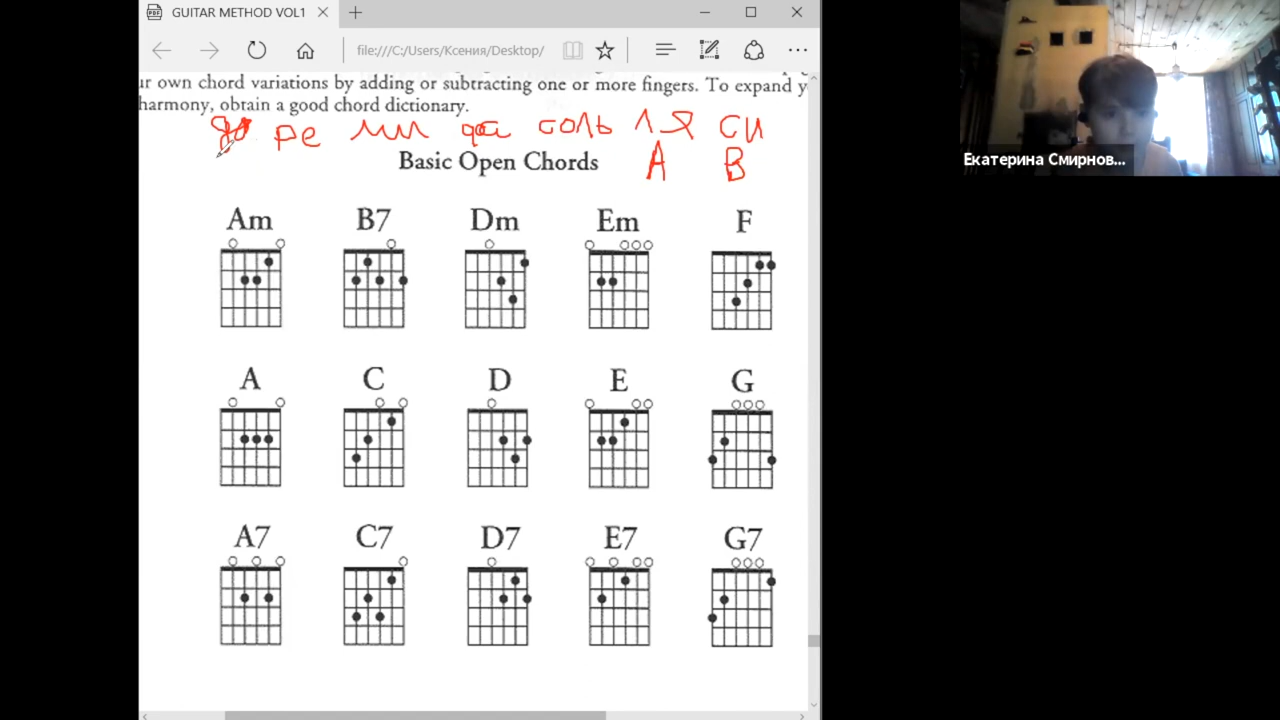 GUITAR METHOD VOL1
file:///C:/Users/Ксения/Desktop/
ur own chord variations by adding or subtracting one or more fingers. To expand y
harmony, obtain a good chord dictionary.
до ре ми фа соль ля си
A B
Basic Open Chords
Am B7 Dm Em F
A C D E G
A7 C7 D7 E7 G7
Екатерина Смирнов...